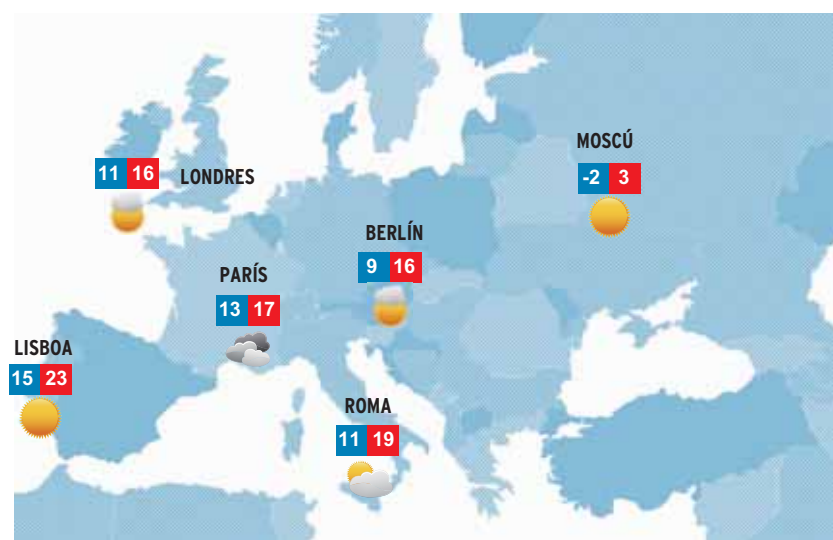 MOSCÚ
-2 3
11 16
LONDRES
BERLÍN
9 16
PARÍS
13 17
LISBOA
15 23
ROMA
11 19